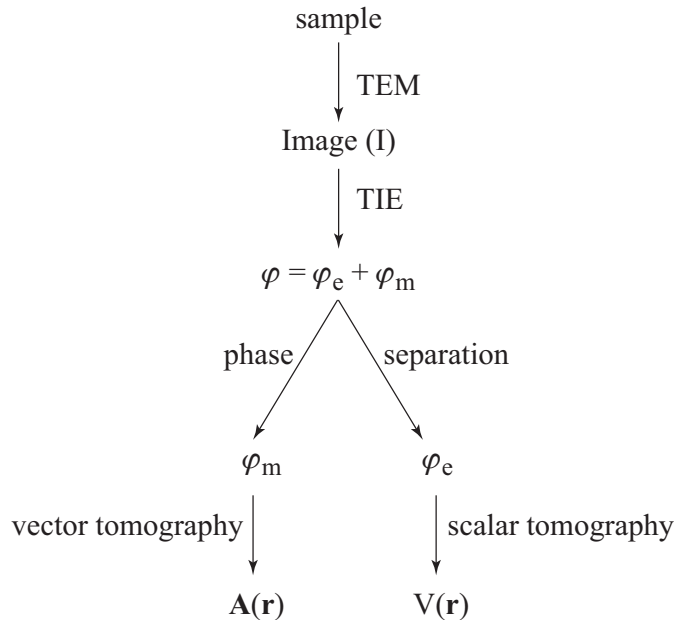 sample
TEM
Image (I)
TIE
φ = φe + φm
phase separation
φm φe
vector tomography scalar tomography
A(r) V(r)